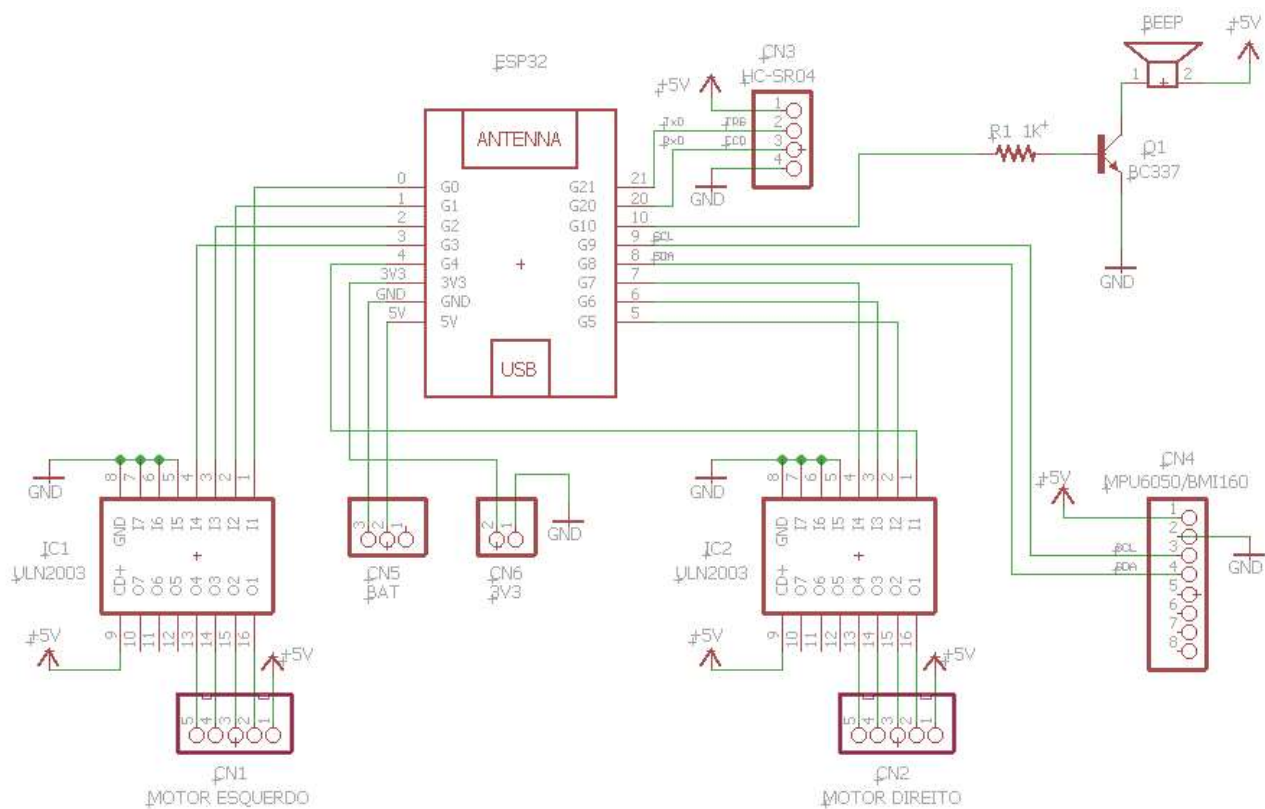 BEEP
+5V
1
2
ESP32
CN3
HC-SR04
+5V
1
2
3
4
GND
TxD
RxD
R1 1K
Q1
BC337
GND
ANTENNA
0
G0
1
G1
2
G2
3
G3
4
G4
3V3
3V3
GND
GND
5V
5V
G21
21
G20
20
G10
10
G9
9
SCL
G8
8
SDA
G7
7
G6
6
G5
5
USB
GND
8 7 6 5 4 3 2 1
GND I7 I6 I5 I4 I3 I2 I1
IC1
ULN2003
CD+ O7 O6 O5 O4 O3 O2 O1
9 10 11 12 13 14 15 16
+5V
+5V
5 4 3 2 1
CN1
MOTOR ESQUERDO
3 2 1
CN5
BAT
2 1
GND
CN6
3V3
GND
8 7 6 5 4 3 2 1
GND I7 I6 I5 I4 I3 I2 I1
IC2
ULN2003
CD+ O7 O6 O5 O4 O3 O2 O1
9 10 11 12 13 14 15 16
+5V
+5V
5 4 3 2 1
CN2
MOTOR DIREITO
CN4
MPU6050/BMI160
+5V
1
2
3
4
5
6
7
8
SCL
SDA
GND